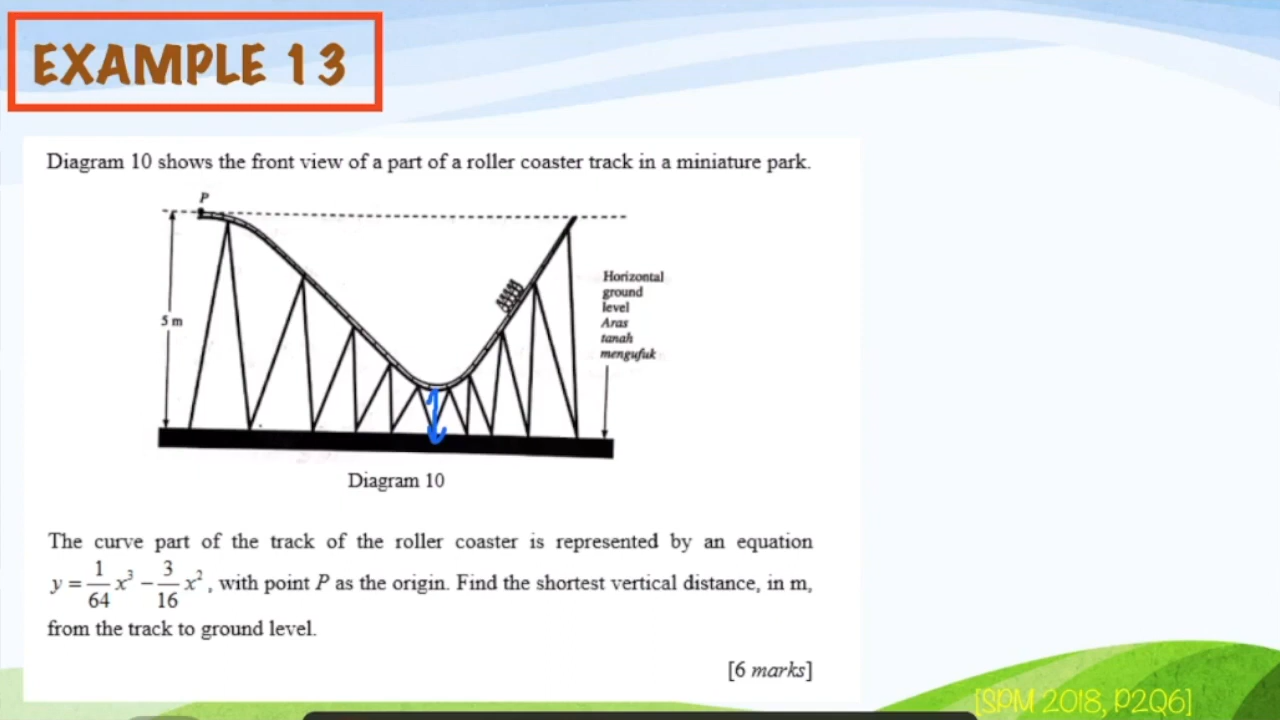 EXAMPLE 13
Diagram 10 shows the front view of a part of a roller coaster track in a miniature park.
P
5 m
Horizontal
ground
level
Aras
tanah
mengufuk
Diagram 10
The curve part of the track of the roller coaster is represented by an equation
y = 1/64 x³ − 3/16 x², with point P as the origin. Find the shortest vertical distance, in m,
from the track to ground level.
[6 marks]
[SPM 2018, P2Q6]